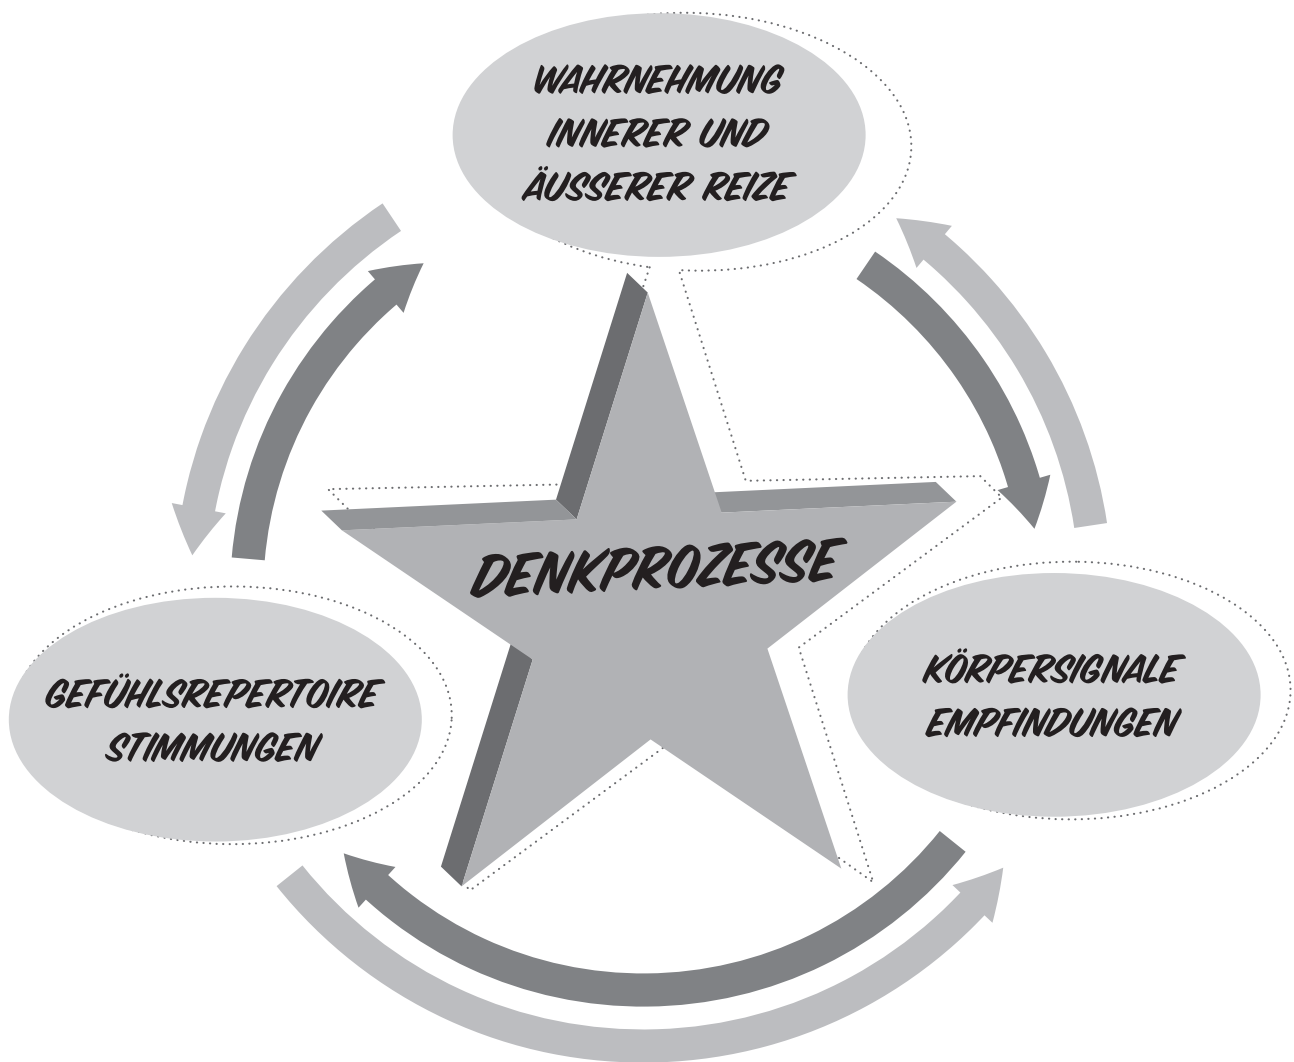 WAHRNEHMUNG
INNERER UND
ÄUSSERER REIZE
DENKPROZESSE
GEFÜHLSREPERTOIRE
STIMMUNGEN
KÖRPERSIGNALE
EMPFINDUNGEN